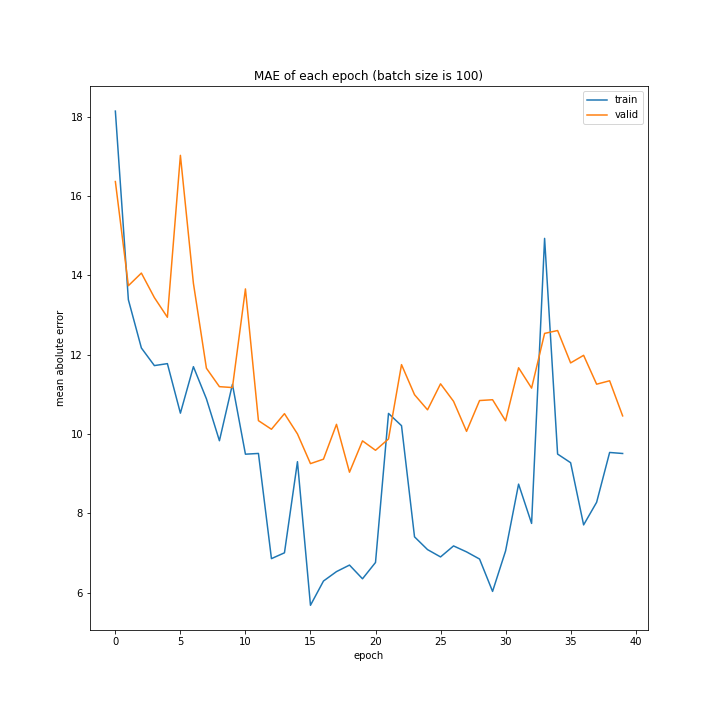 MAE of each epoch (batch size is 100)
train
valid
18
16
14
12
10
8
6
mean abolute error
0 5 10 15 20 25 30 35 40
epoch